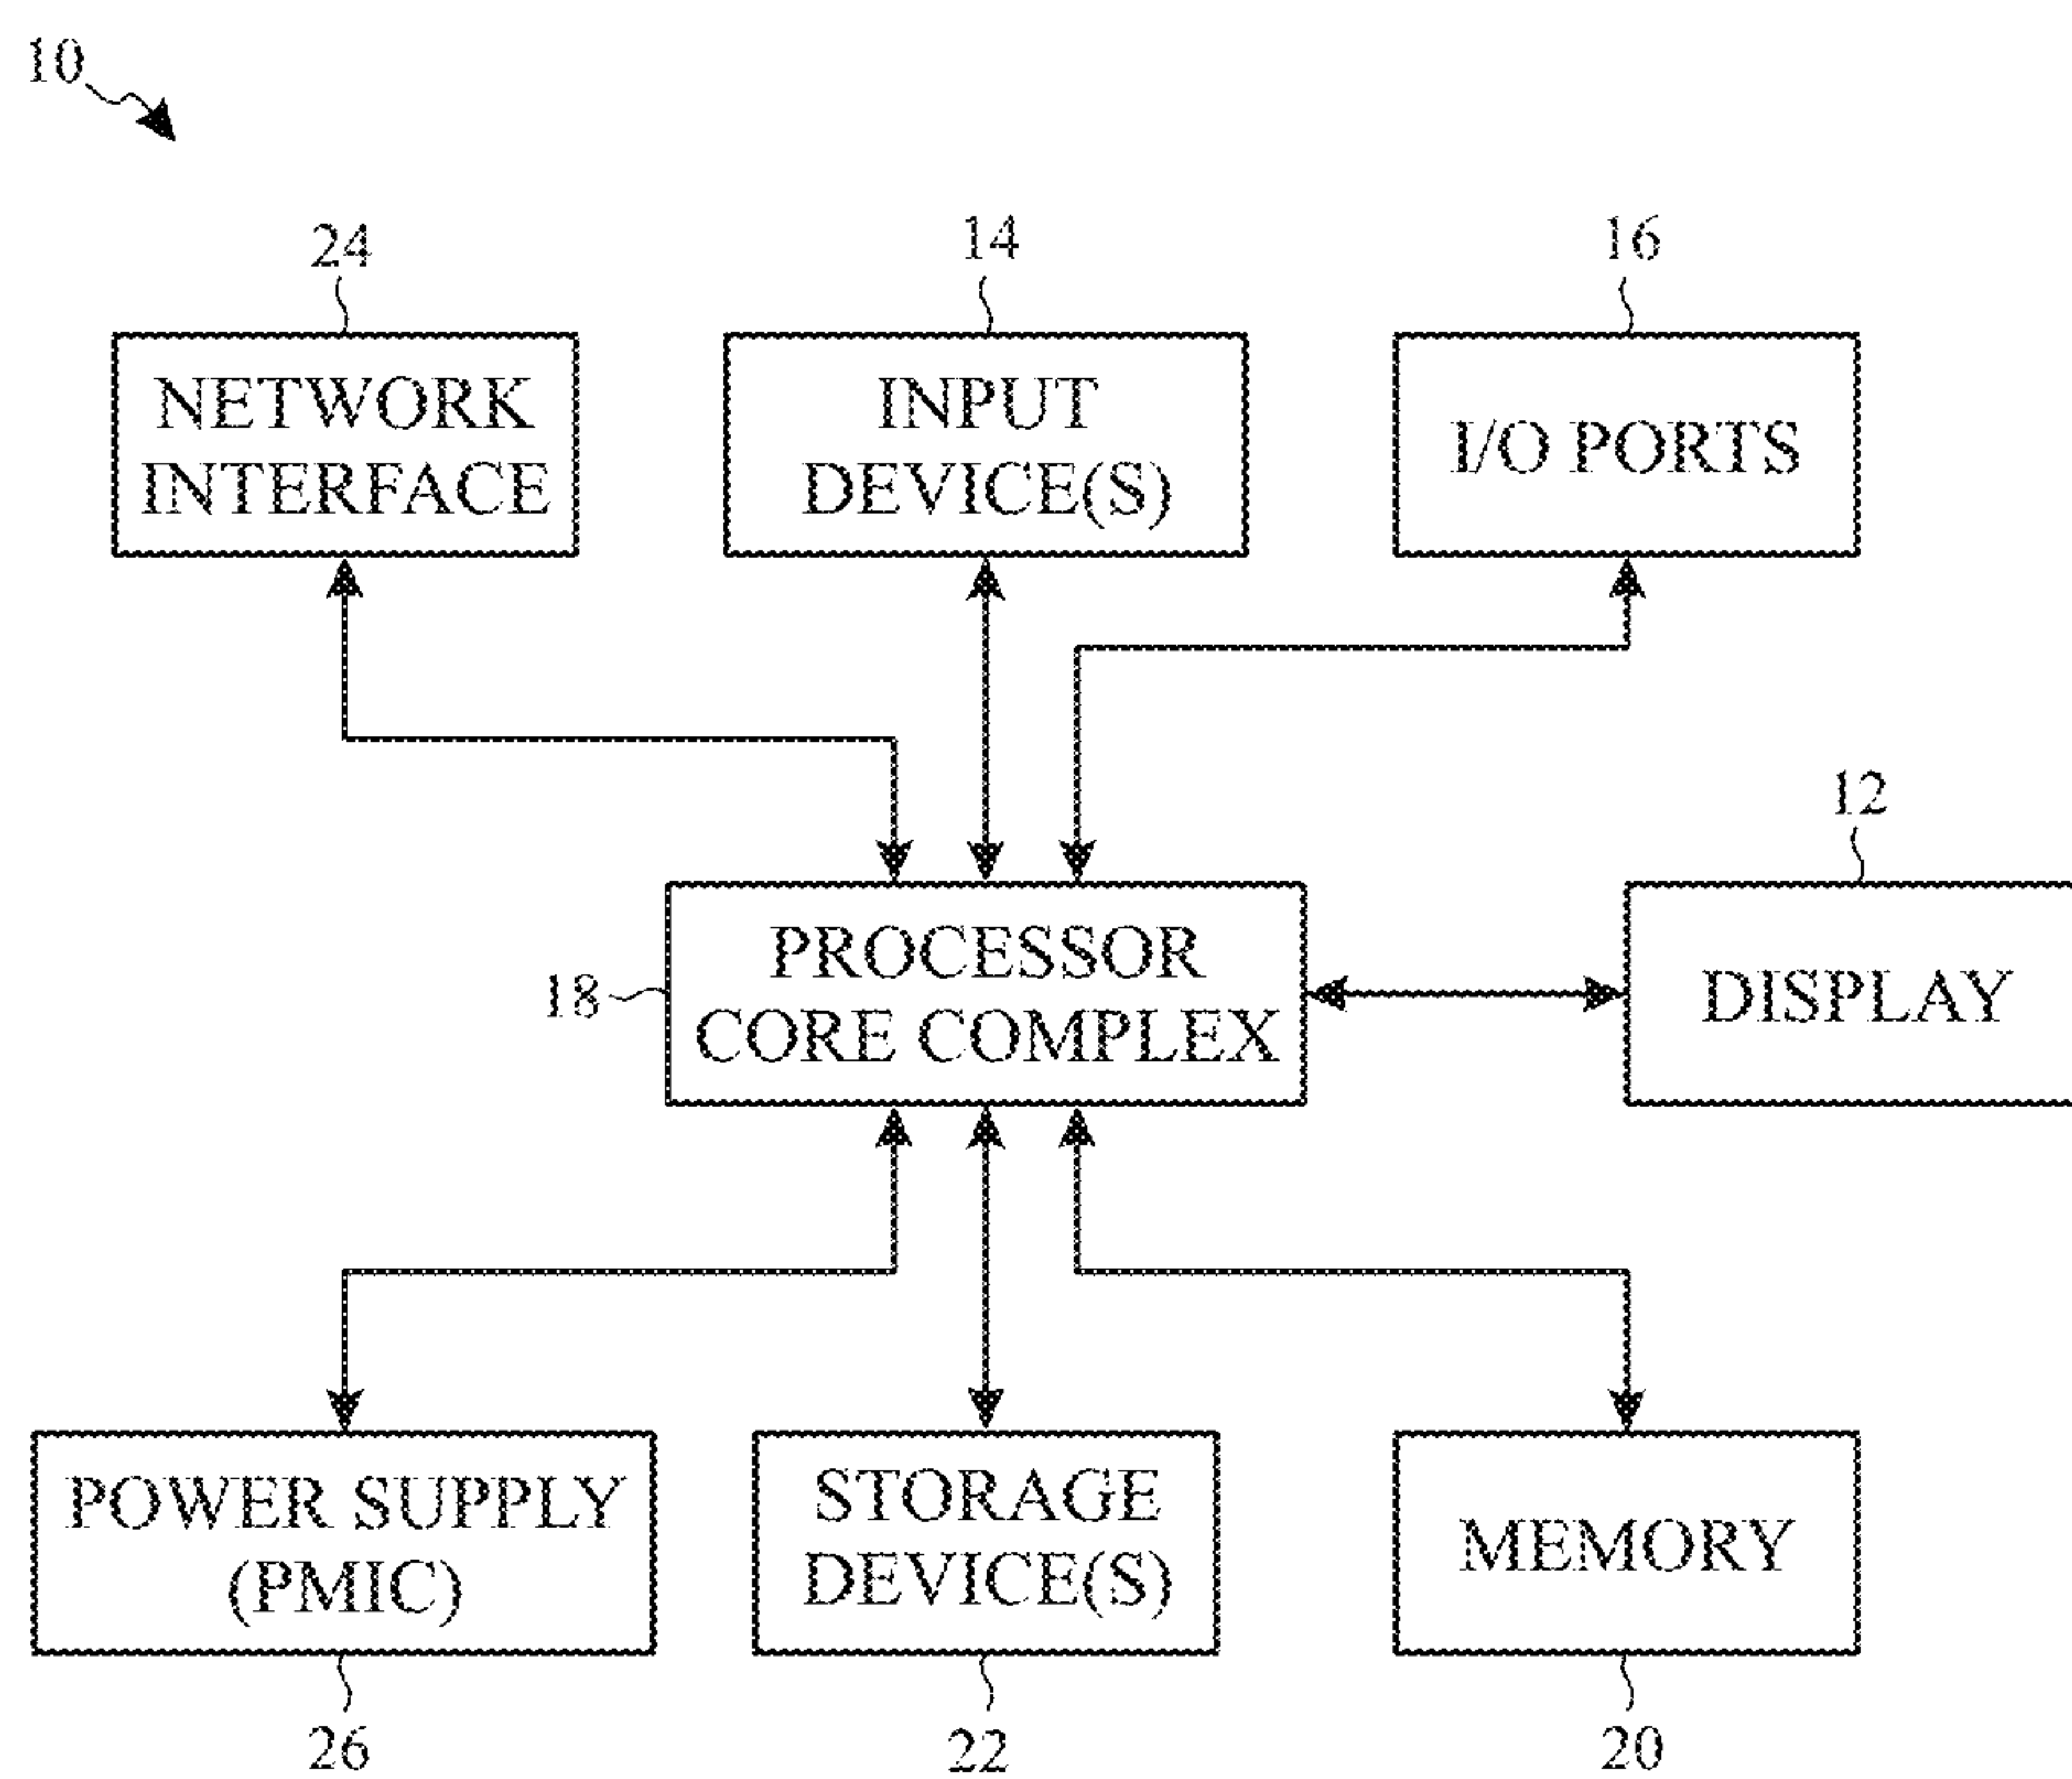 10
24
14
16
NETWORK
INTERFACE
INPUT
DEVICE(S)
I/O PORTS
12
18
PROCESSOR
CORE COMPLEX
DISPLAY
POWER SUPPLY
(PMIC)
STORAGE
DEVICE(S)
MEMORY
26
22
20